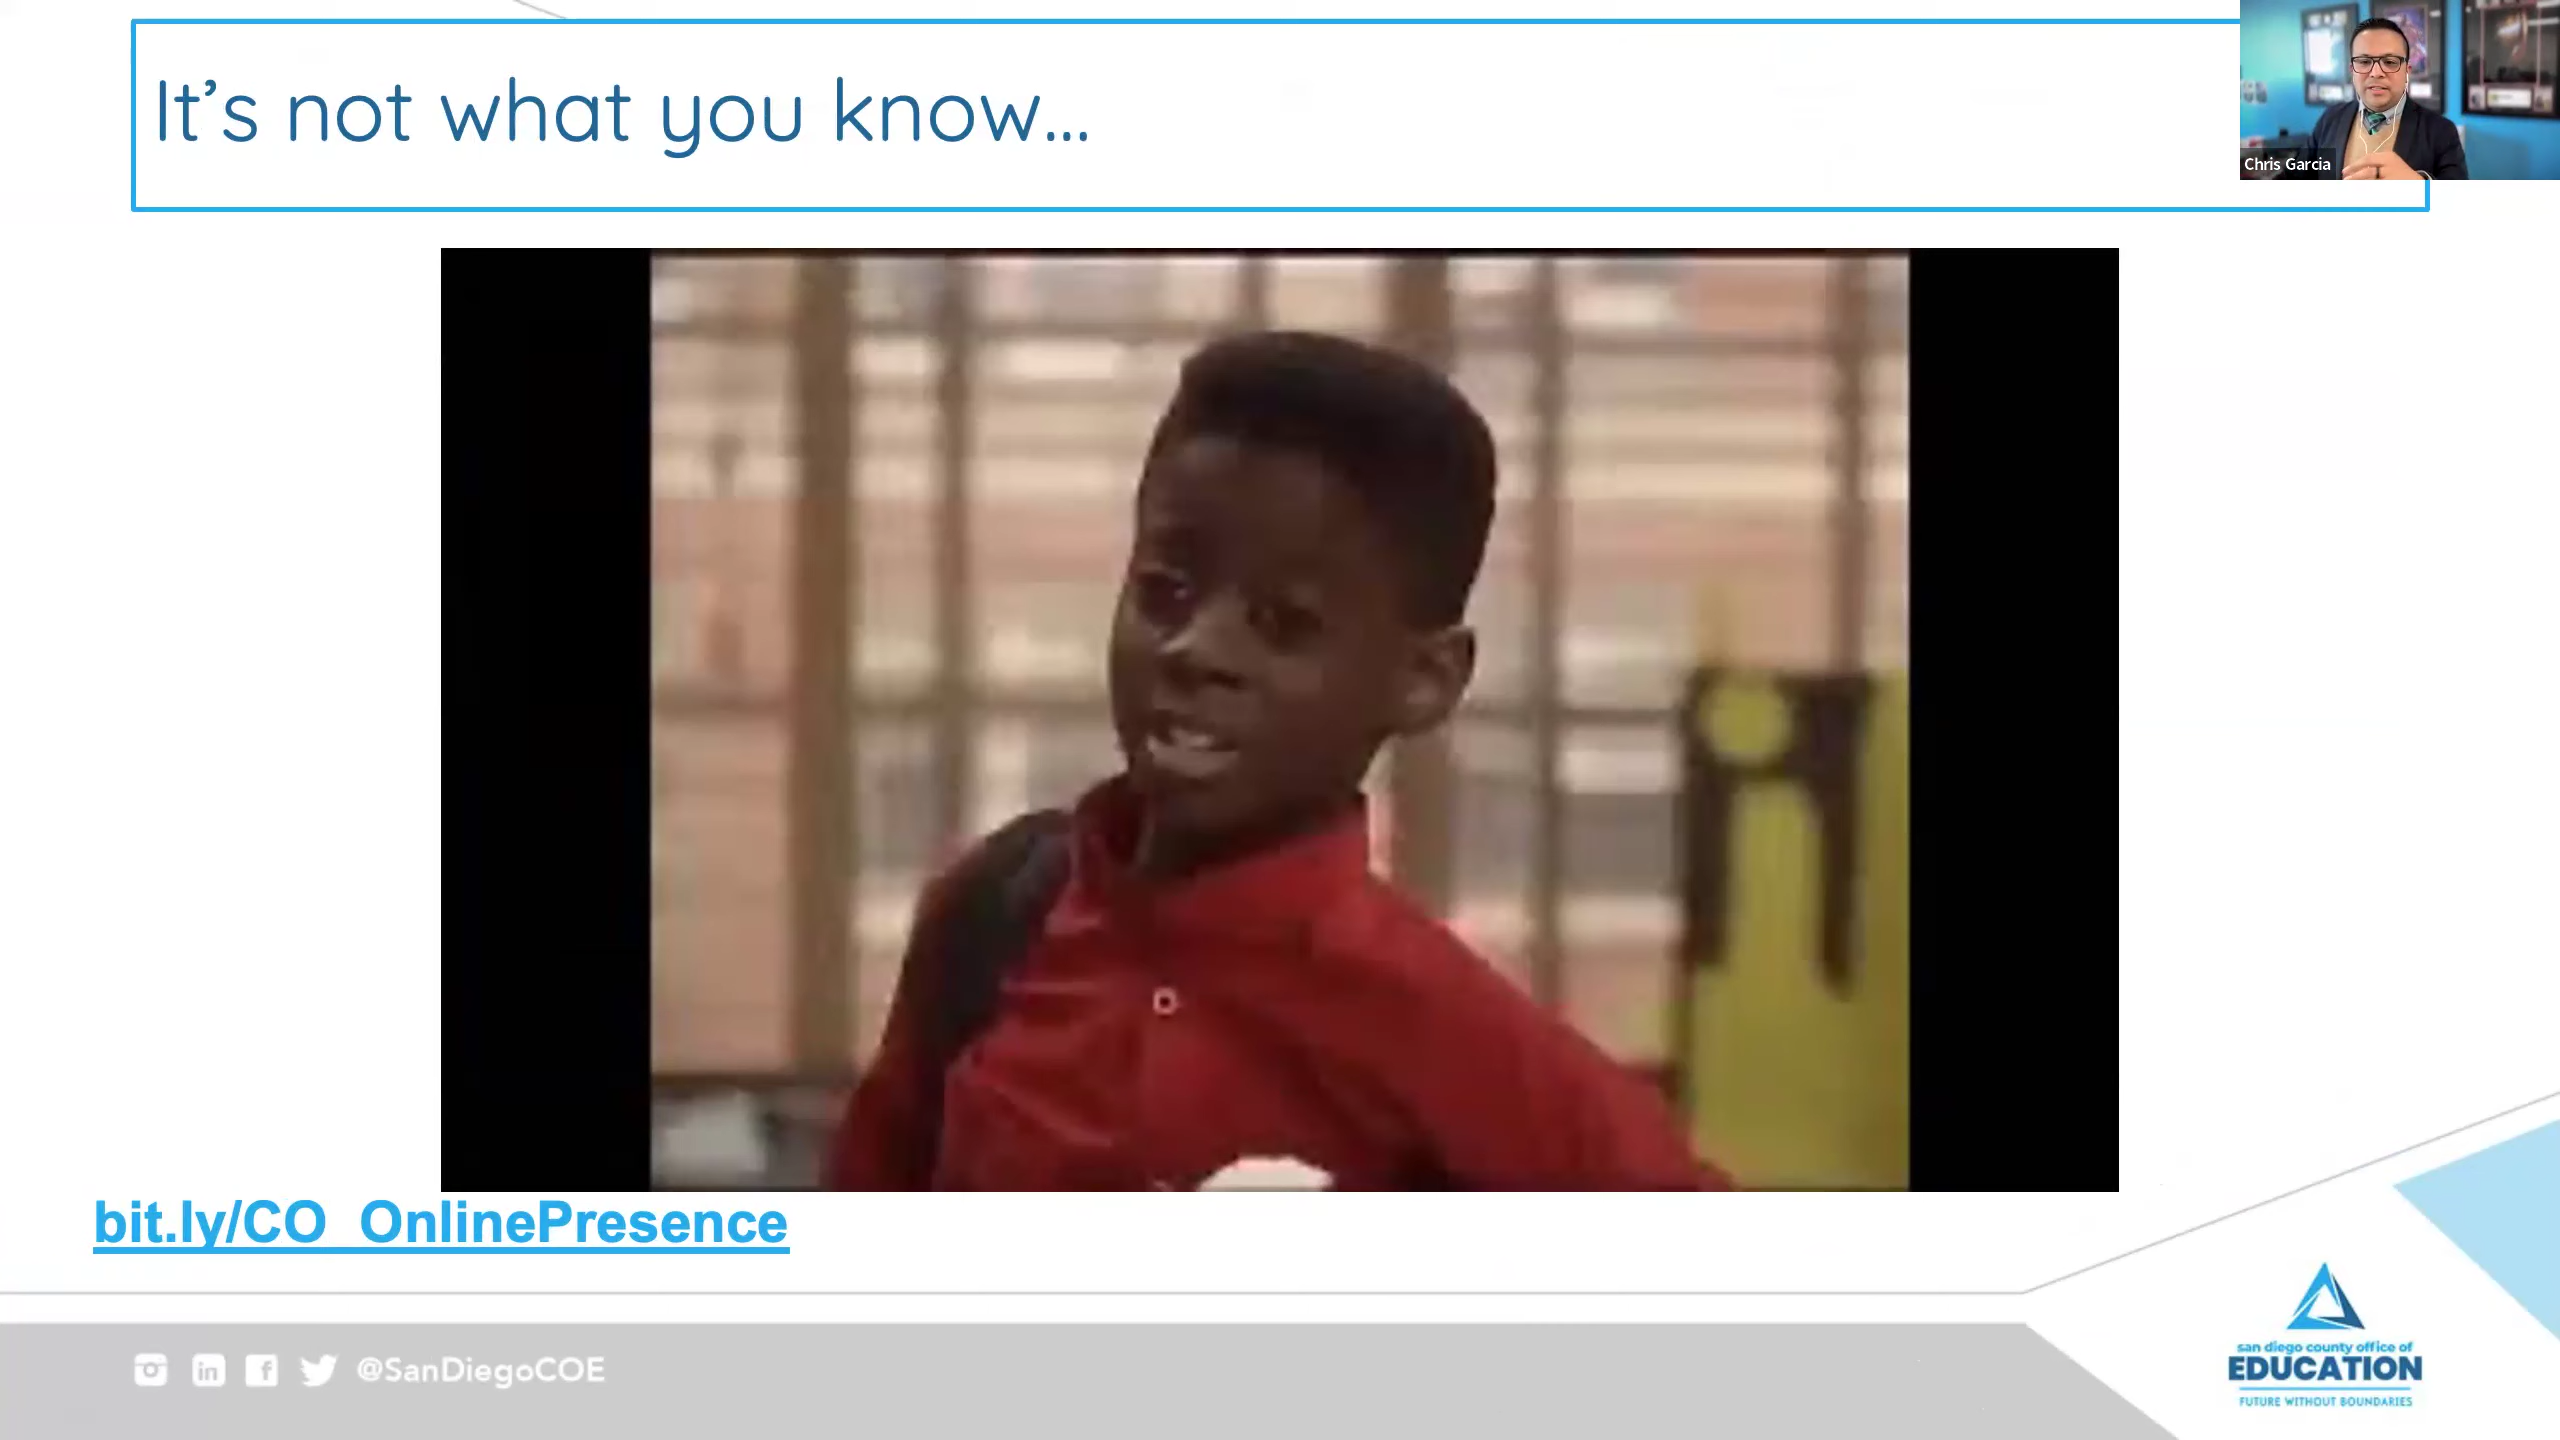 It’s not what you know...
Chris Garcia
bit.ly/CO_OnlinePresence
@SanDiegoCOE
san diego county office of
EDUCATION
FUTURE WITHOUT BOUNDARIES